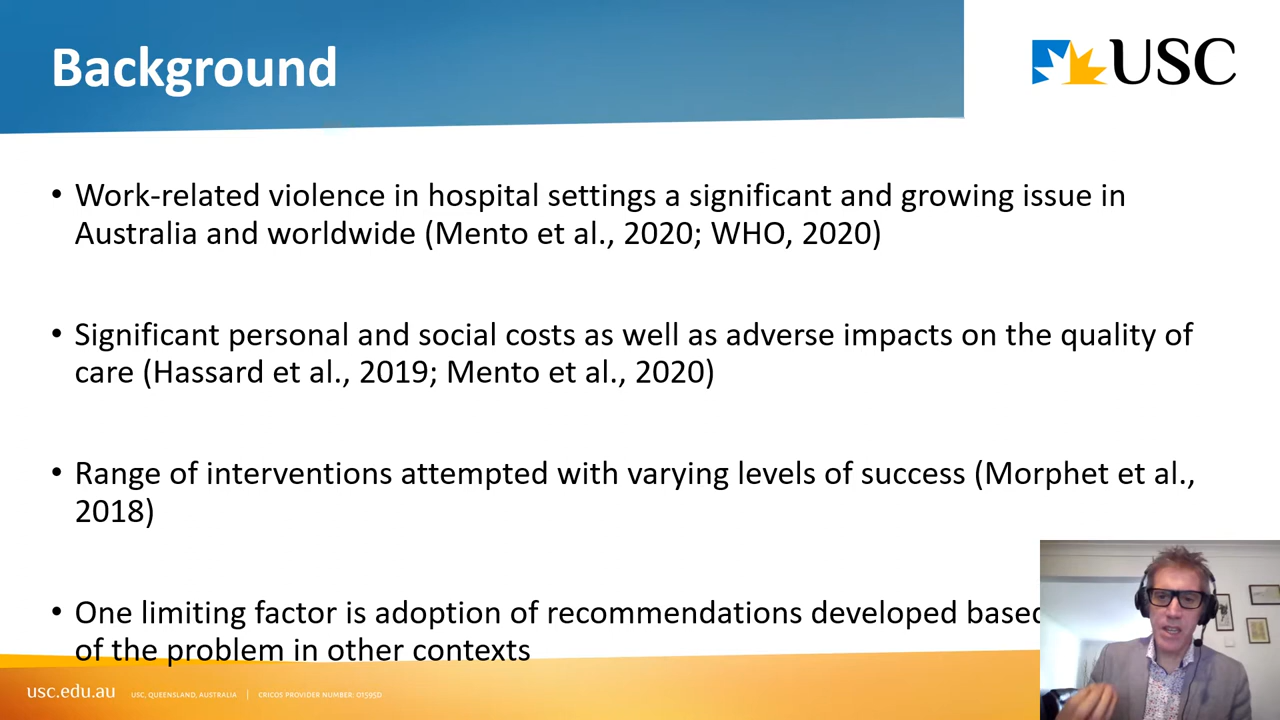 Background
USC
• Work-related violence in hospital settings a significant and growing issue in
Australia and worldwide (Mento et al., 2020; WHO, 2020)
• Significant personal and social costs as well as adverse impacts on the quality of
care (Hassard et al., 2019; Mento et al., 2020)
• Range of interventions attempted with varying levels of success (Morphet et al.,
2018)
• One limiting factor is adoption of recommendations developed based
of the problem in other contexts
usc.edu.au USC, QUEENSLAND, AUSTRALIA | CRICOS PROVIDER NUMBER: 01595D